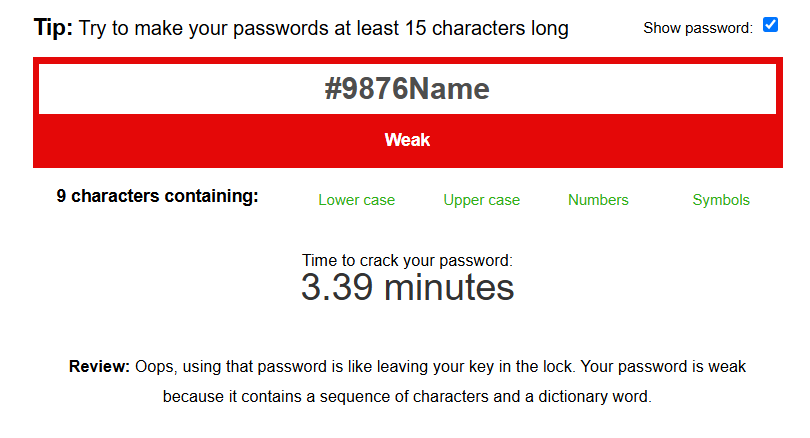 Tip: Try to make your passwords at least 15 characters long
Show password:
#9876Name
Weak
9 characters containing:
Lower case
Upper case
Numbers
Symbols
Time to crack your password:
3.39 minutes
Review: Oops, using that password is like leaving your key in the lock. Your password is weak
because it contains a sequence of characters and a dictionary word.